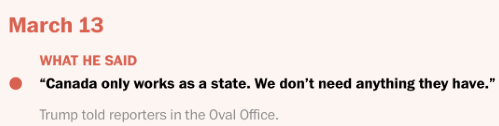 March 13
WHAT HE SAID
“Canada only works as a state. We don’t need anything they have.”
Trump told reporters in the Oval Office.